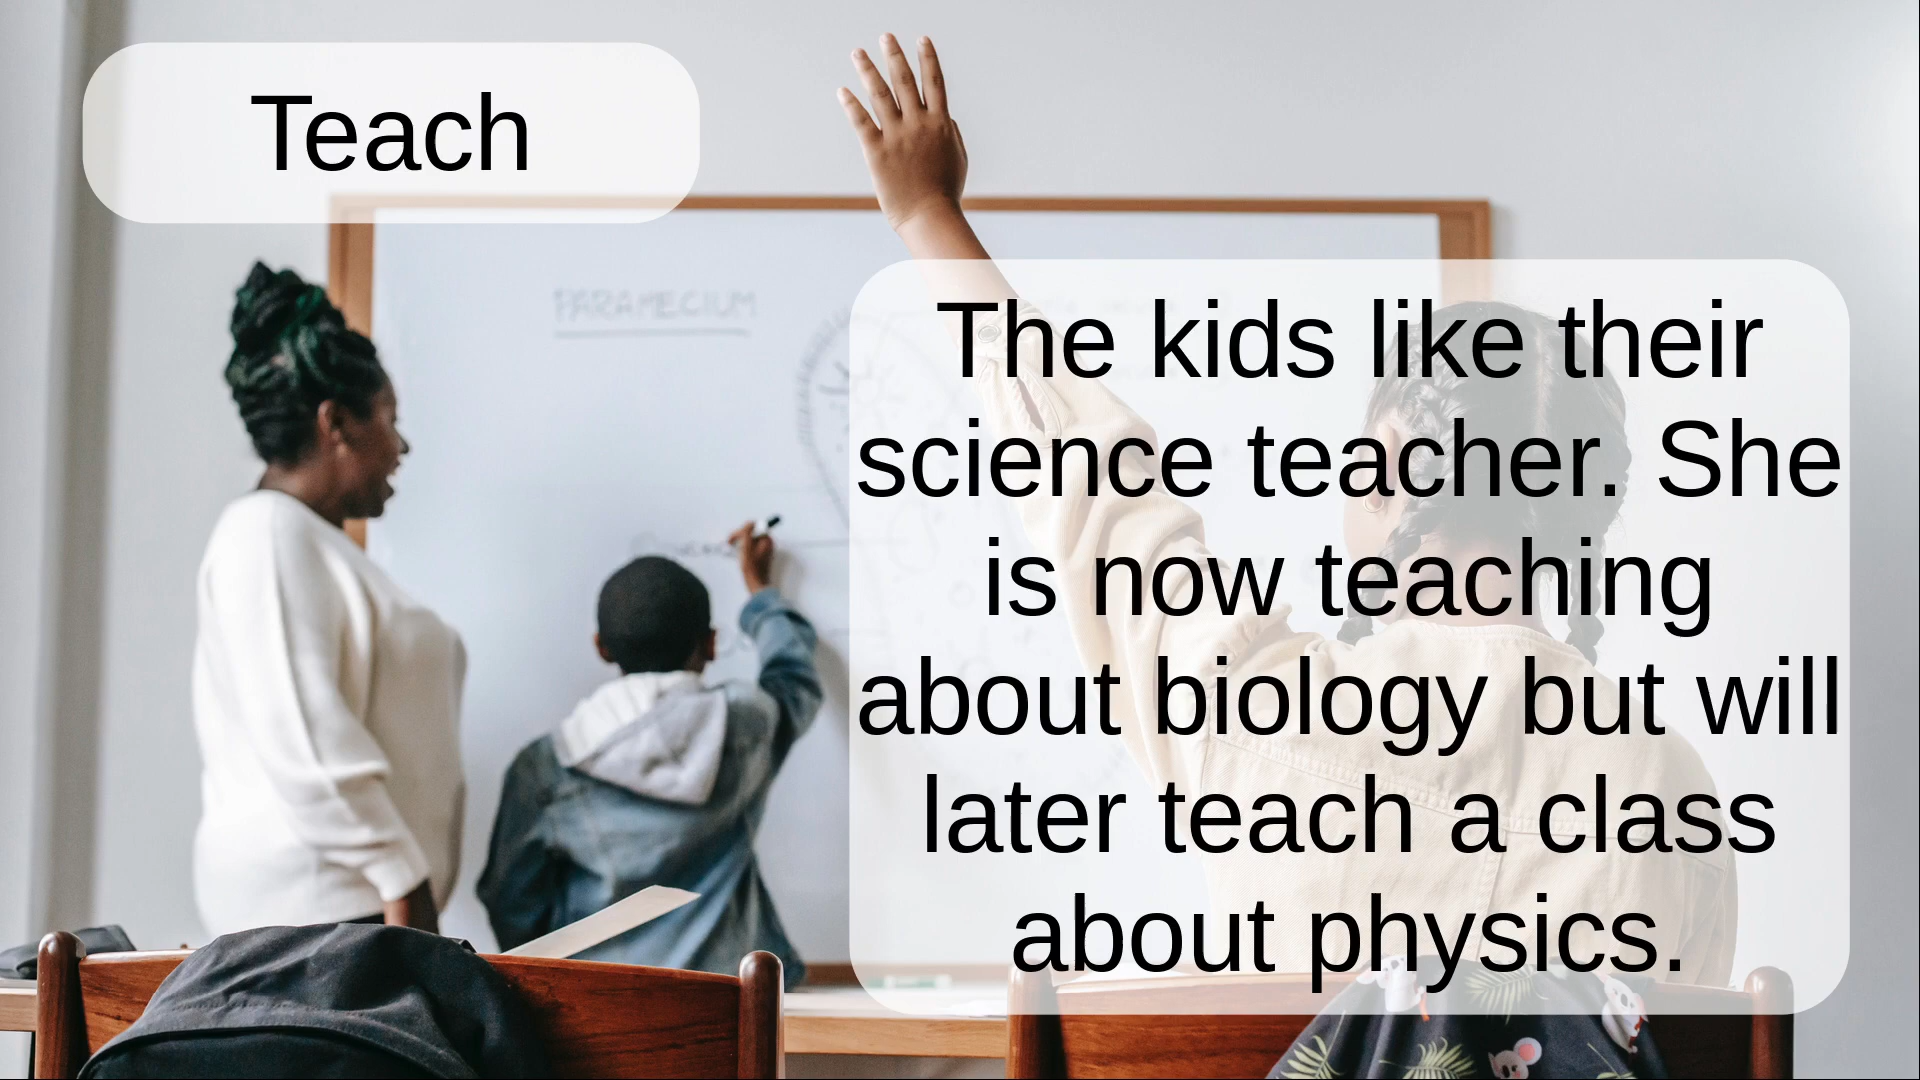 Teach
PARAMECIUM
The kids like their
science teacher. She
is now teaching
about biology but will
later teach a class
about physics.